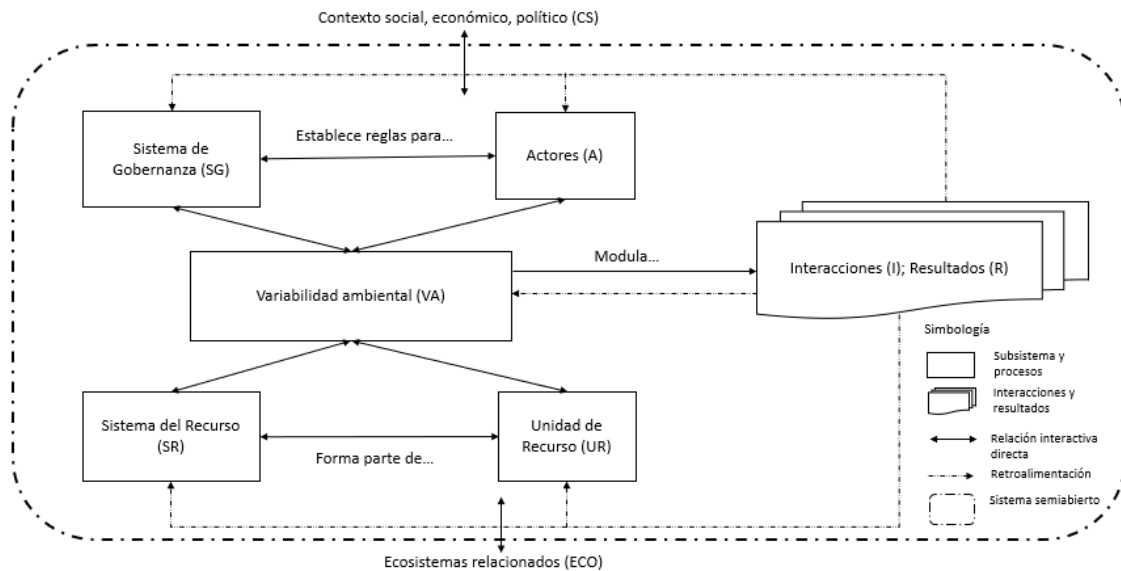 Contexto social, económico, político (CS)
Sistema de
Gobernanza (SG)
Establece reglas para...
Actores (A)
Variabilidad ambiental (VA)
Modula...
Interacciones (I); Resultados (R)
Sistema del Recurso
(SR)
Forma parte de...
Unidad de
Recurso (UR)
Ecosistemas relacionados (ECO)
Simbología
Subsistema y
procesos
Interacciones y
resultados
Relación interactiva
directa
Retroalimentación
Sistema semiabierto